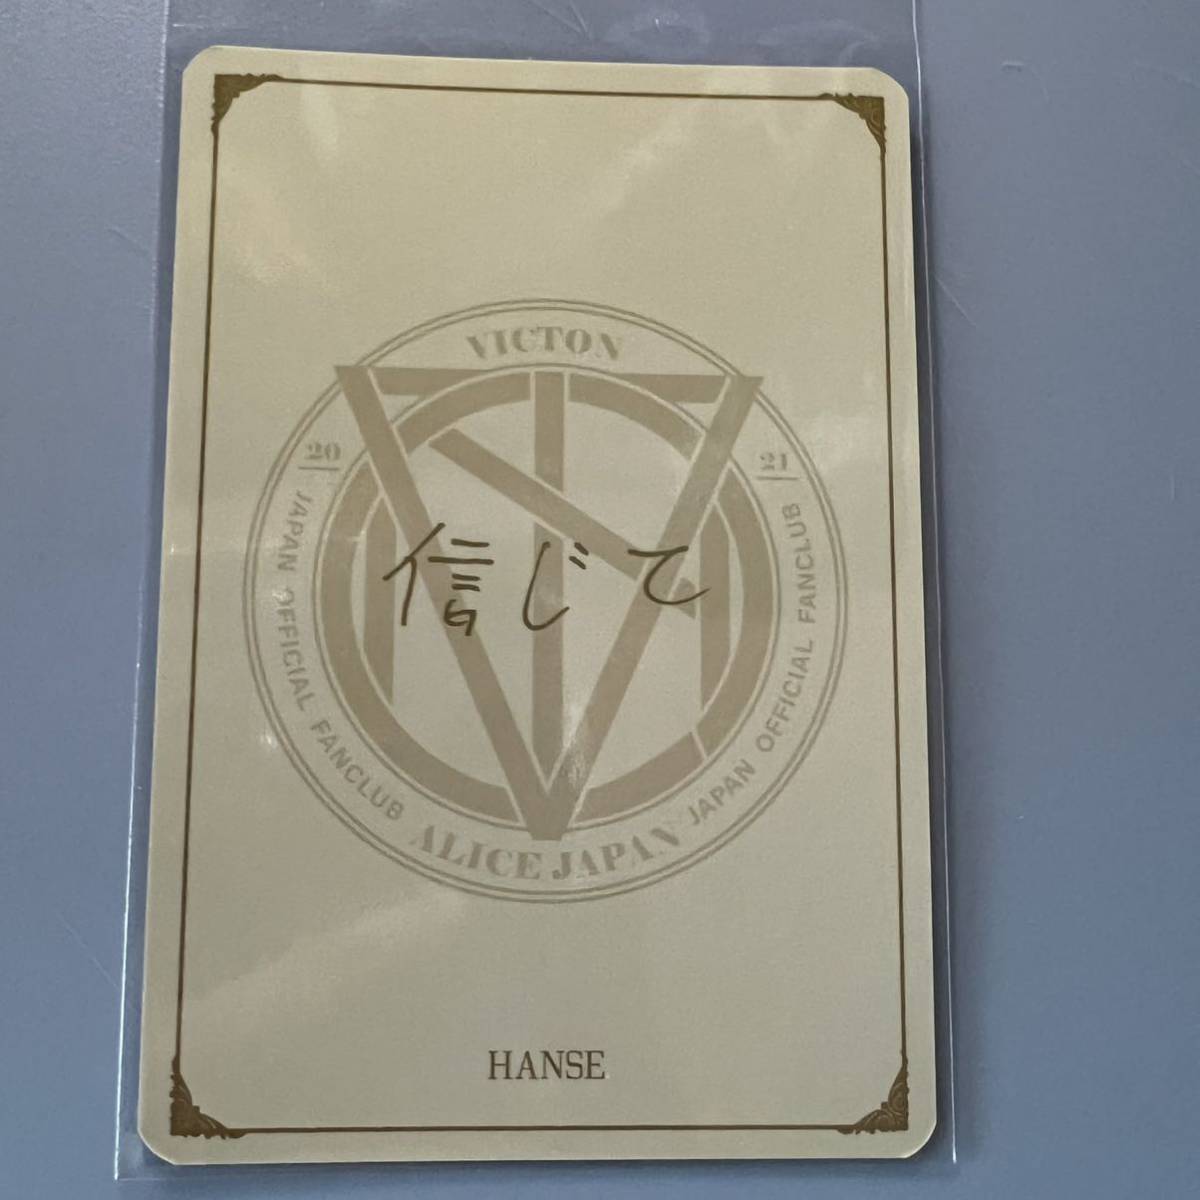 VICTON
20 21
信じて
JAPAN OFFICIAL FANCLUB
JAPAN OFFICIAL FANCLUB
ALICE JAPAN
HANSE